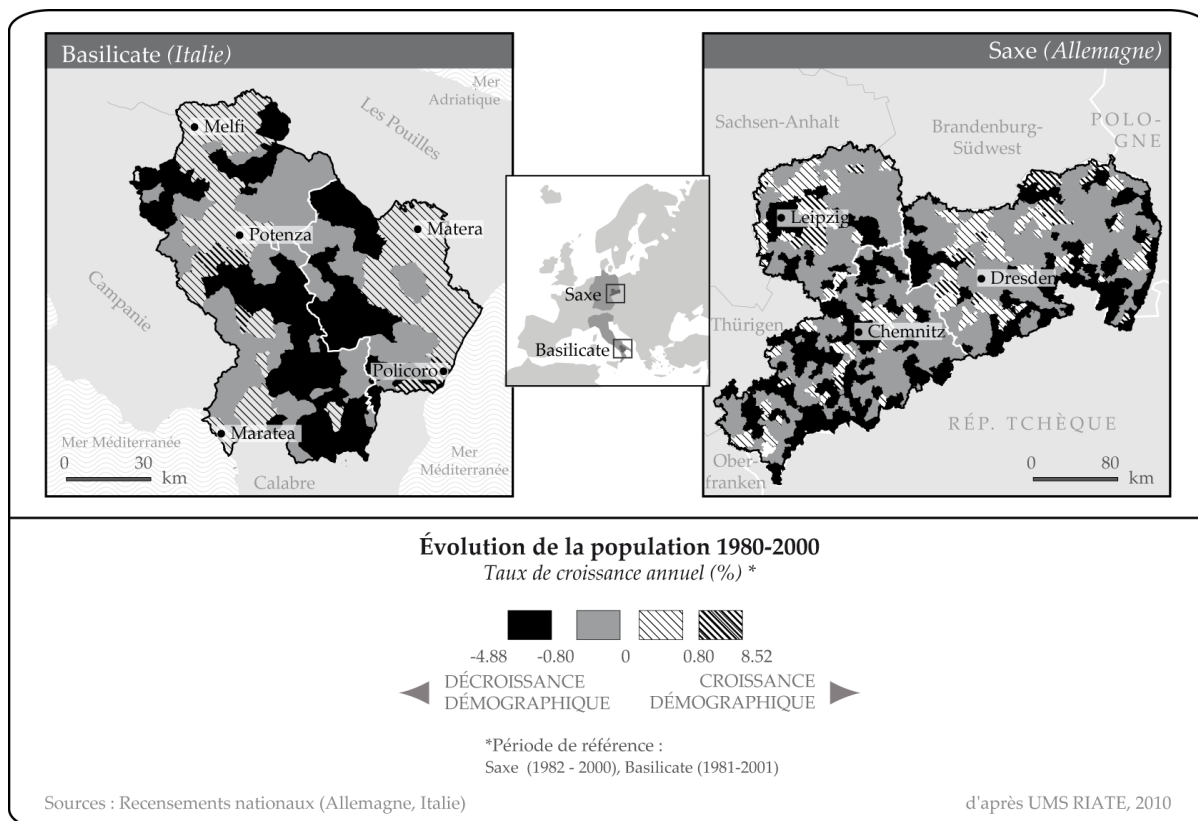 Basilicate (Italie)
Mer
Adriatique
Les Pouilles
Melfi
Potenza
Matera
Campanie
Policoro
Maratea
Mer Méditerranée
Mer
Méditerranée
0 30
km
Calabre
Saxe
Basilicate
Saxe (Allemagne)
Sachsen-Anhalt
Brandenburg-
Südwest
POLO-
GNE
Leipzig
Dresden
Thürigen
Chemnitz
RÉP. TCHÈQUE
Ober-
franken
0 80
km
Évolution de la population 1980-2000
Taux de croissance annuel (%) *
-4.88 -0.80 0 0.80 8.52
DÉCROISSANCE
DÉMOGRAPHIQUE
CROISSANCE
DÉMOGRAPHIQUE
*Période de référence :
Saxe (1982 - 2000), Basilicate (1981-2001)
Sources : Recensements nationaux (Allemagne, Italie)
d'après UMS RIATE, 2010